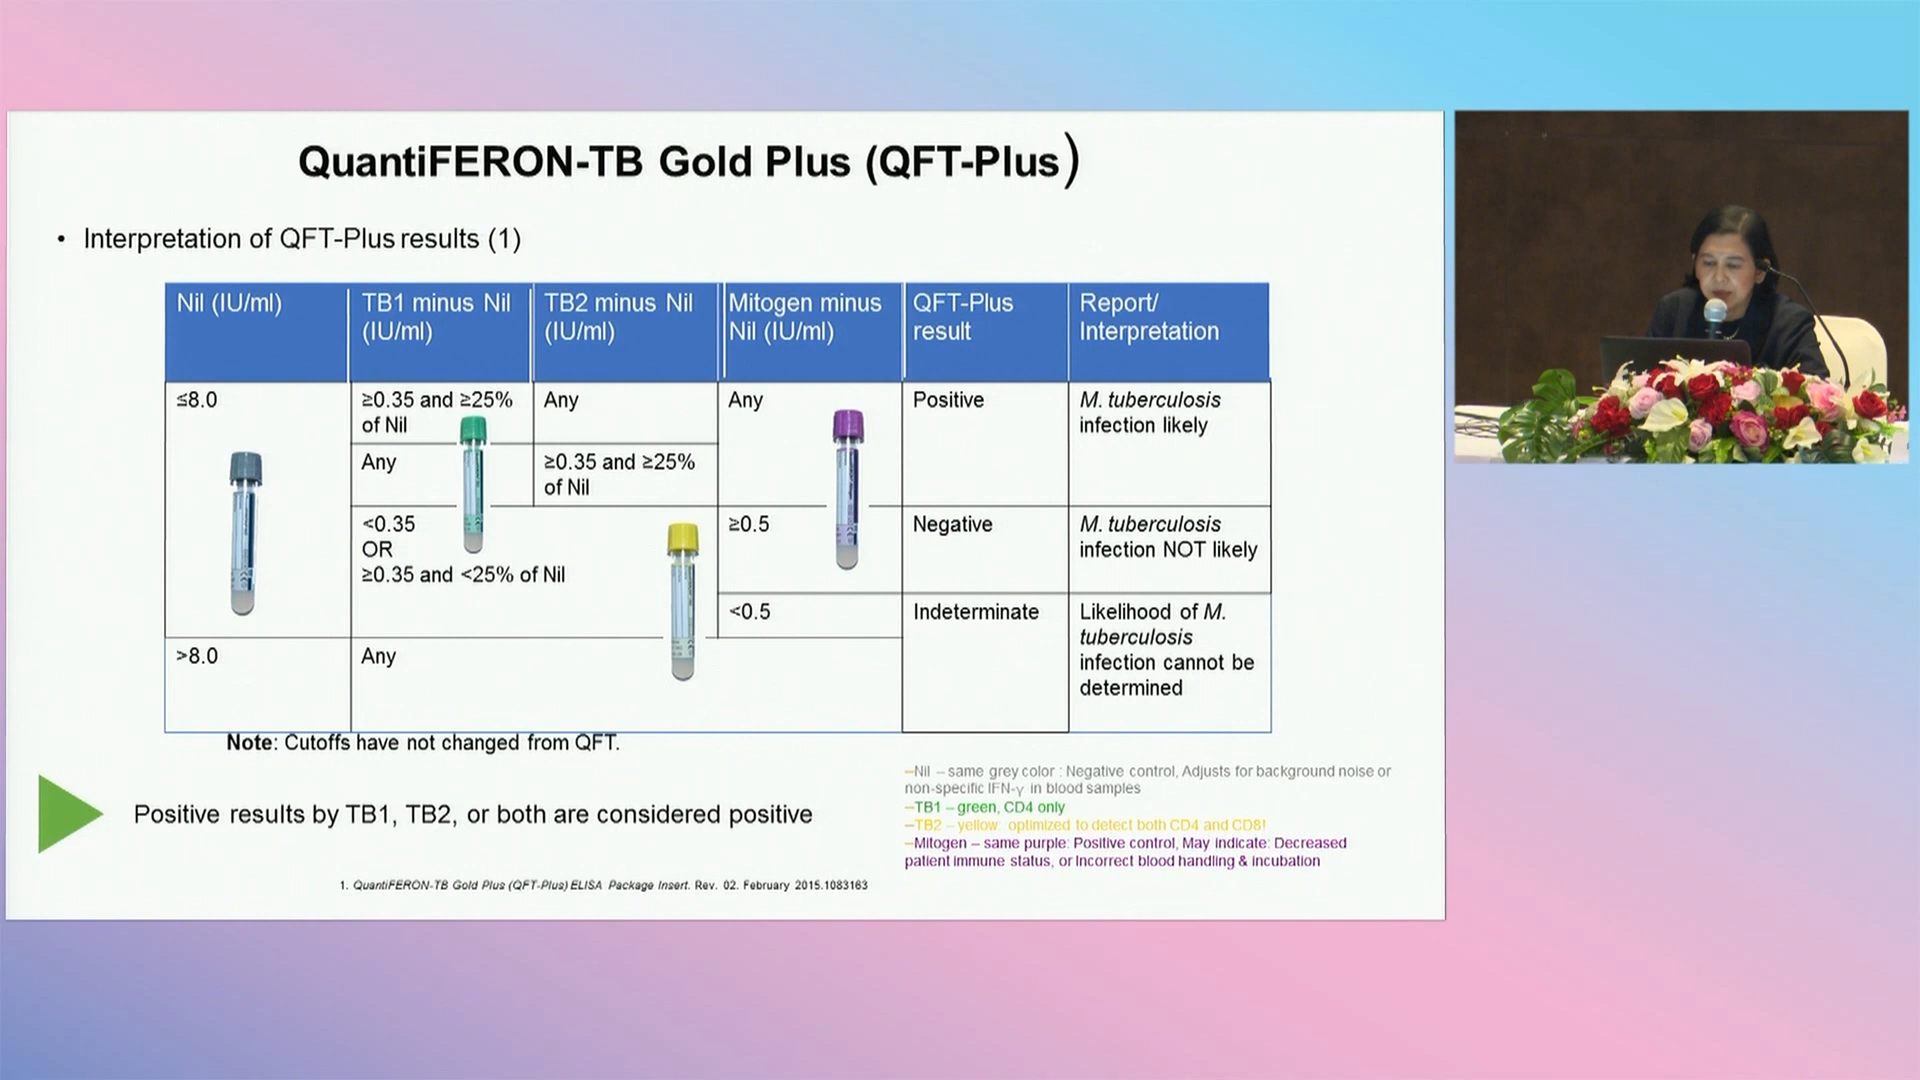 QuantiFERON-TB Gold Plus (QFT-Plus)
• Interpretation of QFT-Plus results (1)
Nil (IU/ml)
TB1 minus Nil
(IU/ml)
TB2 minus Nil
(IU/ml)
Mitogen minus
Nil (IU/ml)
QFT-Plus
result
Report/
Interpretation
≤8.0
≥0.35 and ≥25%
of Nil
Any
Any
Positive
M. tuberculosis
infection likely
Any
≥0.35 and ≥25%
of Nil
<0.35
OR
≥0.35 and <25% of Nil
≥0.5
Negative
M. tuberculosis
infection NOT likely
<0.5
Indeterminate
Likelihood of M.
tuberculosis
infection cannot be
determined
>8.0
Any
Note: Cutoffs have not changed from QFT.
Positive results by TB1, TB2, or both are considered positive
–Nil – same grey color : Negative control, Adjusts for background noise or
non-specific IFN-γ in blood samples
–TB1 – green, CD4 only
–TB2 – yellow: optimized to detect both CD4 and CD8!
–Mitogen – same purple: Positive control, May indicate: Decreased
patient immune status, or Incorrect blood handling & incubation
1. QuantiFERON-TB Gold Plus (QFT-Plus) ELISA Package Insert. Rev. 02. February 2015.1083163